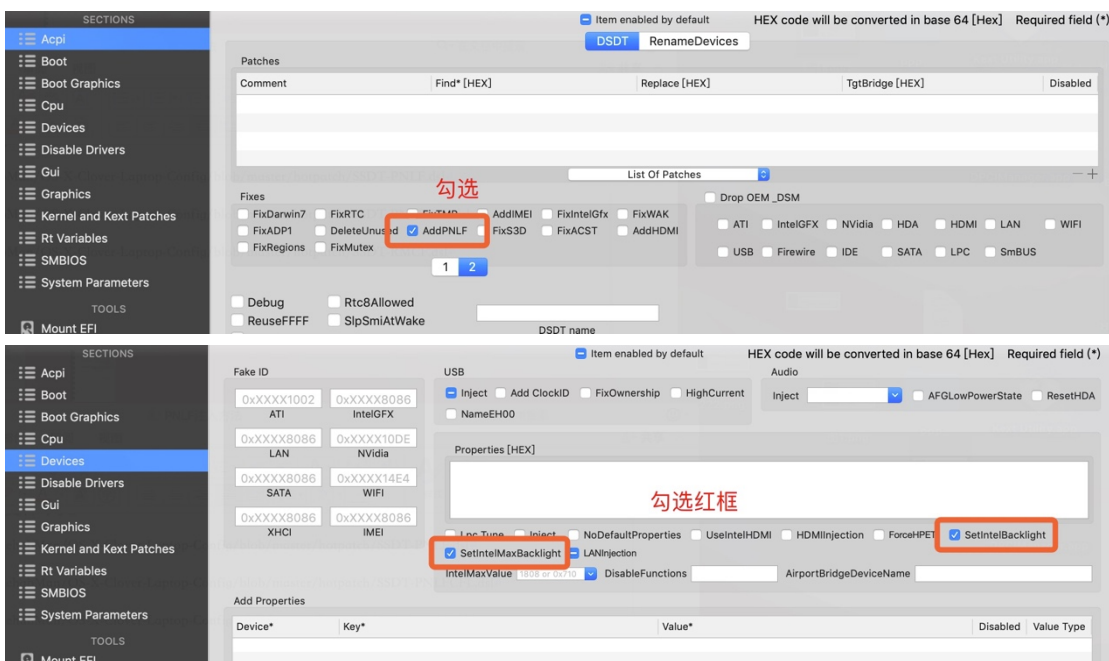 SECTIONS
Item enabled by default HEX code will be converted in base 64 [Hex] Required field (*)
Acpi
DSDT RenameDevices
Boot
Patches
Boot Graphics
Comment Find* [HEX] Replace [HEX] TgtBridge [HEX] Disabled
Cpu
Devices
Disable Drivers
Gui
List Of Patches
Graphics
勾选
Fixes Drop OEM _DSM
Kernel and Kext Patches
FixDarwin7 FixRTC FixTMR AddIMEI FixIntelGfx FixWAK
ATI IntelGFX NVidia HDA HDMI LAN WIFI
Rt Variables
FixADP1 DeleteUnused AddPNLF FixS3D FixACST AddHDMI
FixRegions FixMutex
USB Firewire IDE SATA LPC SmBUS
SMBIOS
1 2
System Parameters
Debug Rtc8Allowed
TOOLS
ReuseFFFF SlpSmiAtWake
Mount EFI
DSDT name
SECTIONS
Item enabled by default HEX code will be converted in base 64 [Hex] Required field (*)
Acpi
Fake ID USB Audio
Boot
0xXXXX1002 0xXXXX8086 Inject Add ClockID FixOwnership HighCurrent Inject AFGLowPowerState ResetHDA
Boot Graphics
ATI IntelGFX NameEH00
Cpu
0xXXXX8086 0xXXXX10DE
Devices
LAN NVidia Properties [HEX]
Disable Drivers
0xXXXX8086 0xXXXX14E4
SATA WIFI
Gui
勾选红框
0xXXXX8086 0xXXXX8086
Graphics
XHCI IMEI Lpc Type Inject NoDefaultProperties UseIntelHDMI HDMIInjection ForceHPET SetIntelBacklight
Kernel and Kext Patches
SetIntelMaxBacklight LANInjection
Rt Variables
IntelMaxValue 1808 or 0x710 DisableFunctions AirportBridgeDeviceName
SMBIOS
Add Properties
System Parameters
Device* Key* Value* Disabled Value Type
TOOLS
Mount EFI